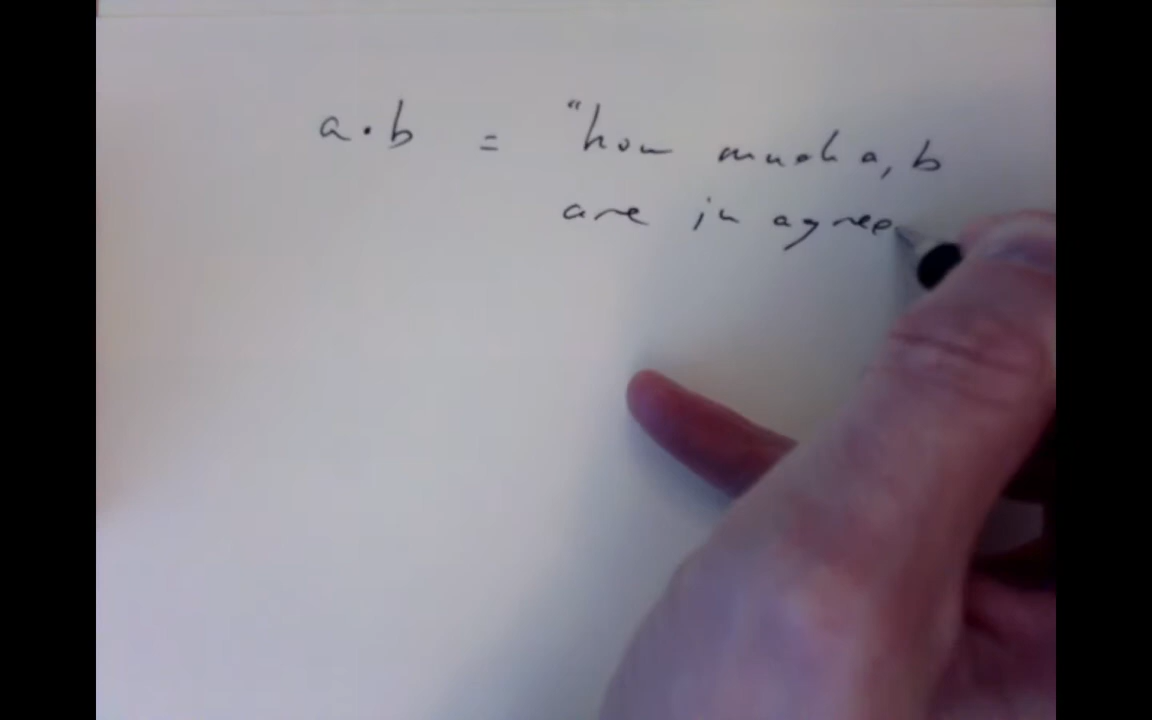 a·b = "how much a, b
are in agree